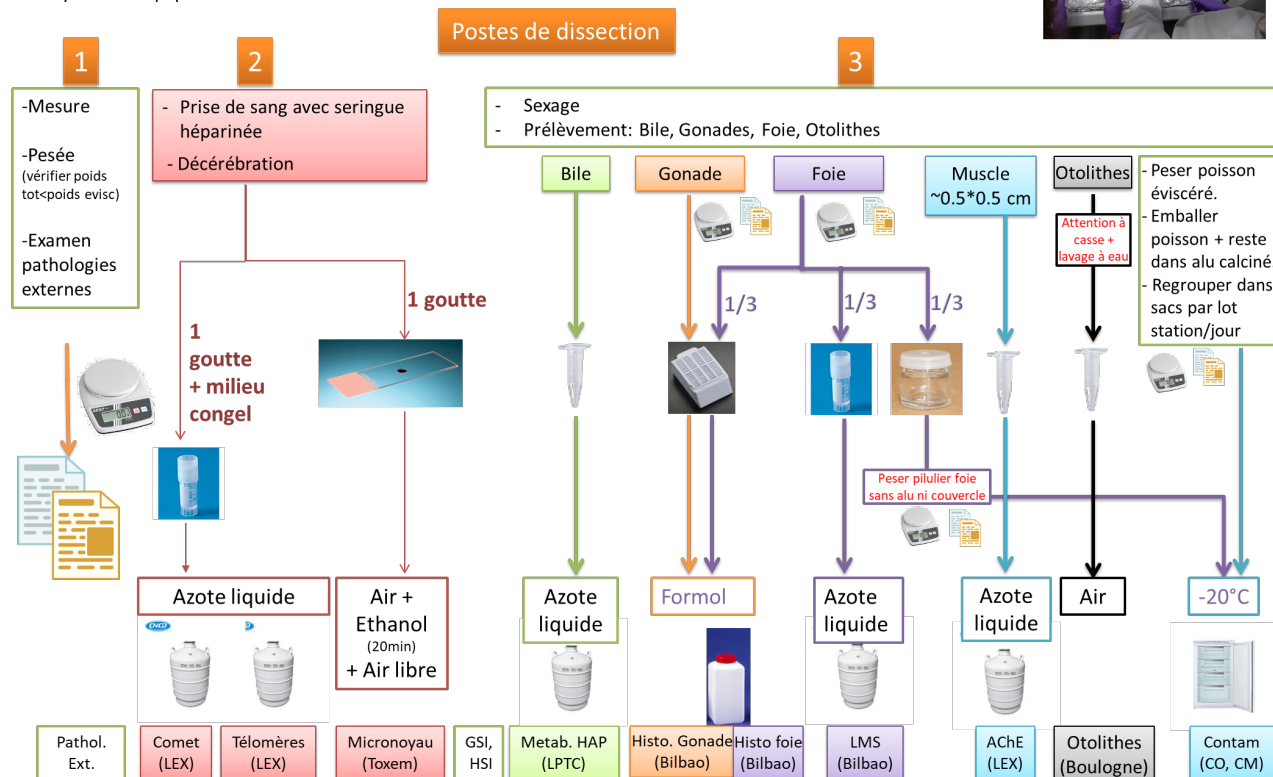 Postes de dissection
1
2
3
-Mesure
-Pesée
(vérifier poids
tot<poids evisc)
-Examen
pathologies
externes
- Prise de sang avec seringue
héparinée
- Décérébration
- Sexage
- Prélèvement: Bile, Gonades, Foie, Otolithes
Bile
Gonade
Foie
Muscle
~0.5*0.5 cm
Otolithes
Attention à
casse +
lavage à eau
- Peser poisson
éviscéré.
- Emballer
poisson + reste
dans alu calciné.
- Regrouper dans
sacs par lot
station/jour
1
goutte
+ milieu
congel
1 goutte
1/3
1/3
1/3
Peser pilulier foie
sans alu ni couvercle
Azote liquide
Air +
Ethanol
(20min)
+ Air libre
Azote
liquide
Formol
Azote
liquide
Azote
liquide
Air
-20°C
Pathol.
Ext.
Comet
(LEX)
Télomères
(LEX)
Micronoyau
(Toxem)
GSI,
HSI
Metab. HAP
(LPTC)
Histo. Gonade
(Bilbao)
Histo foie
(Bilbao)
LMS
(Bilbao)
AChE
(LEX)
Otolithes
(Boulogne)
Contam
(CO, CM)